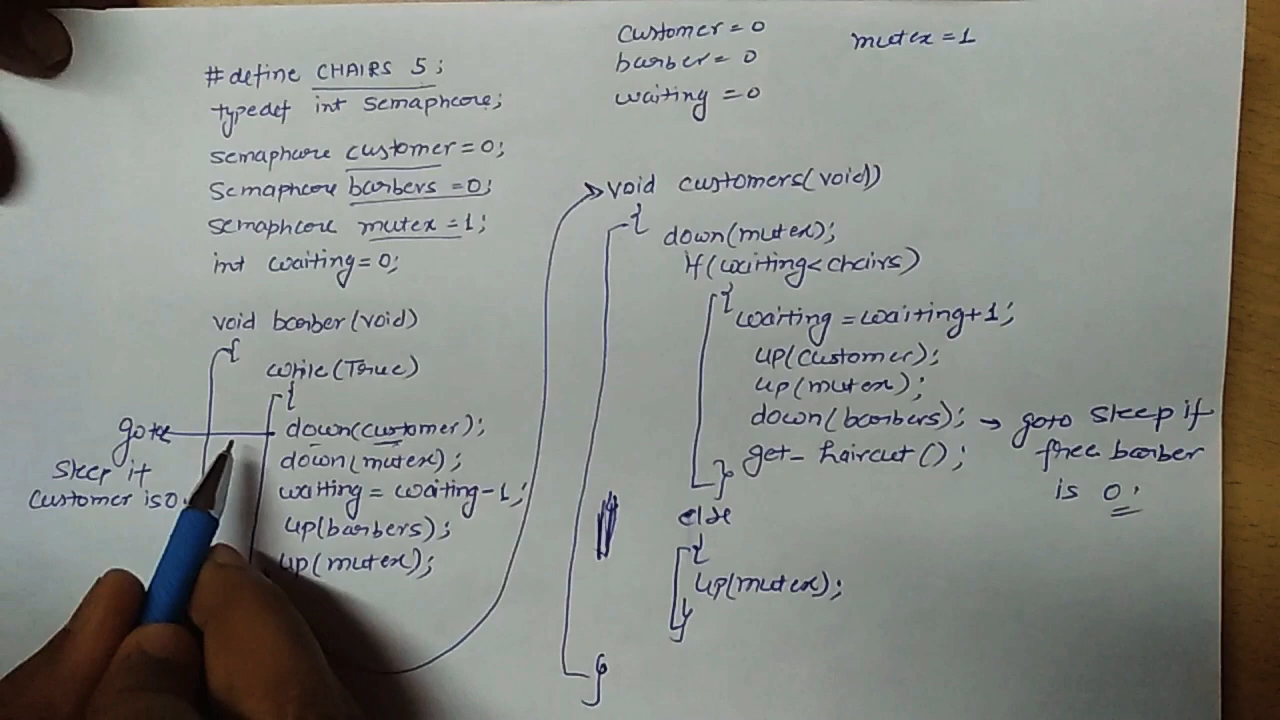 #define CHAIRS 5;
typedef int semaphcore;
semaphore customer=0;
Semaphcore barbers =0;
semaphcore mutex =1;
int waiting=0;
void barber(void)
{
while(True)
{
down(customer);
down(mutex);
waiting = waiting-1;
up(barbers);
up(mutex);
goto
sleep if
customer is 0.
customer=0
barber=0
waiting =0
mutex=1
void customers(void)
{
down(mutex);
if(waiting<chairs)
{
waiting=waiting+1;
up(customer);
up(mutex);
down(barbers); → goto sleep if
free barber
is 0.
get_haircut();
}
else
{
up(mutex);
}
}